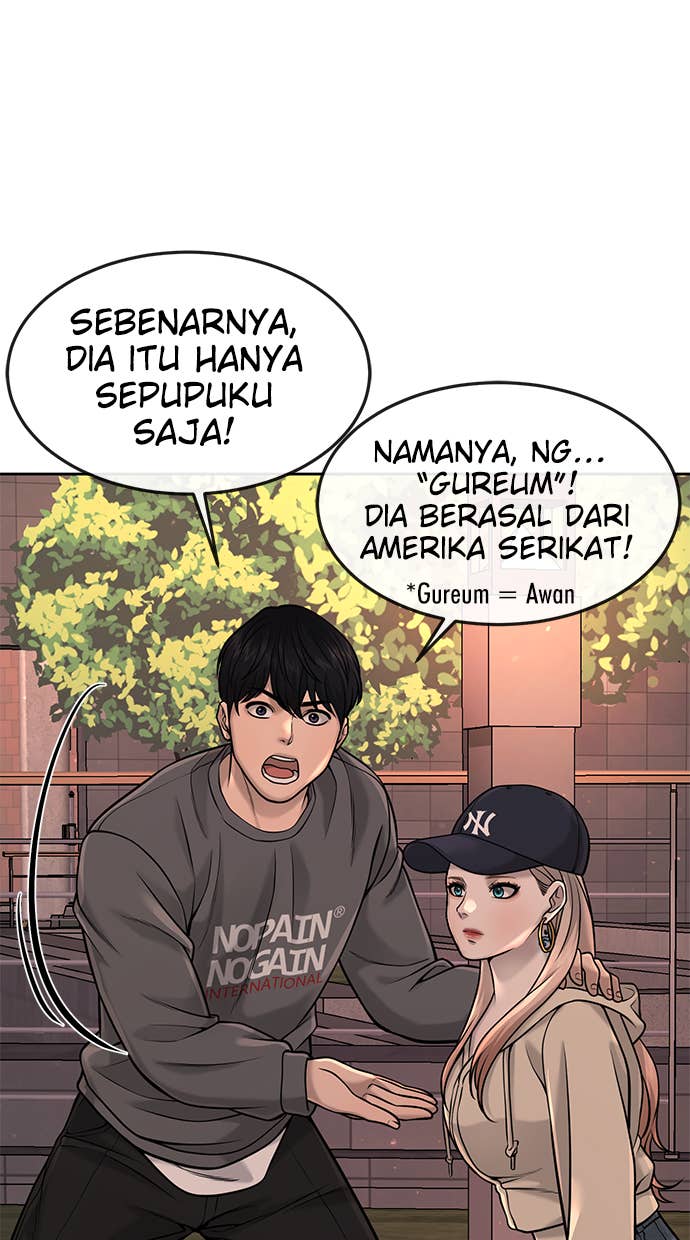 SEBENARNYA,
DIA ITU HANYA
SEPUPUKU
SAJA!
NAMANYA, NG...
"GUREUM"!
DIA BERASAL DARI
AMERIKA SERIKAT!
*Gureum = Awan
NY
NOPAIN®
NOGAIN
INTERNATIONAL